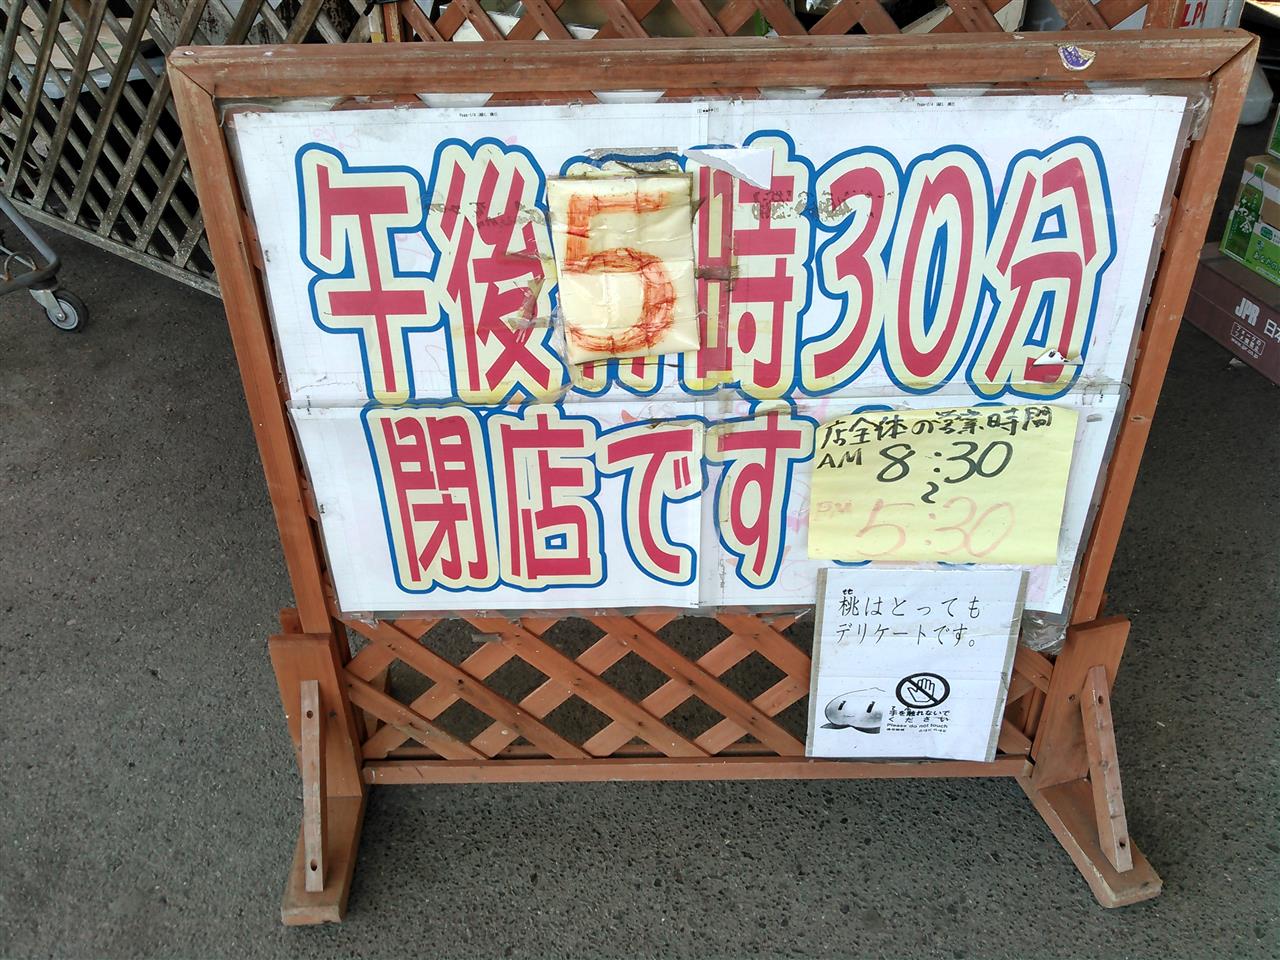 午後5時30分
閉店です
店全体の営業時間
AM 8:30
〜
PM 5:30
桃はとっても
デリケートです。
手を触れないで
ください
Please do not touch
JPR